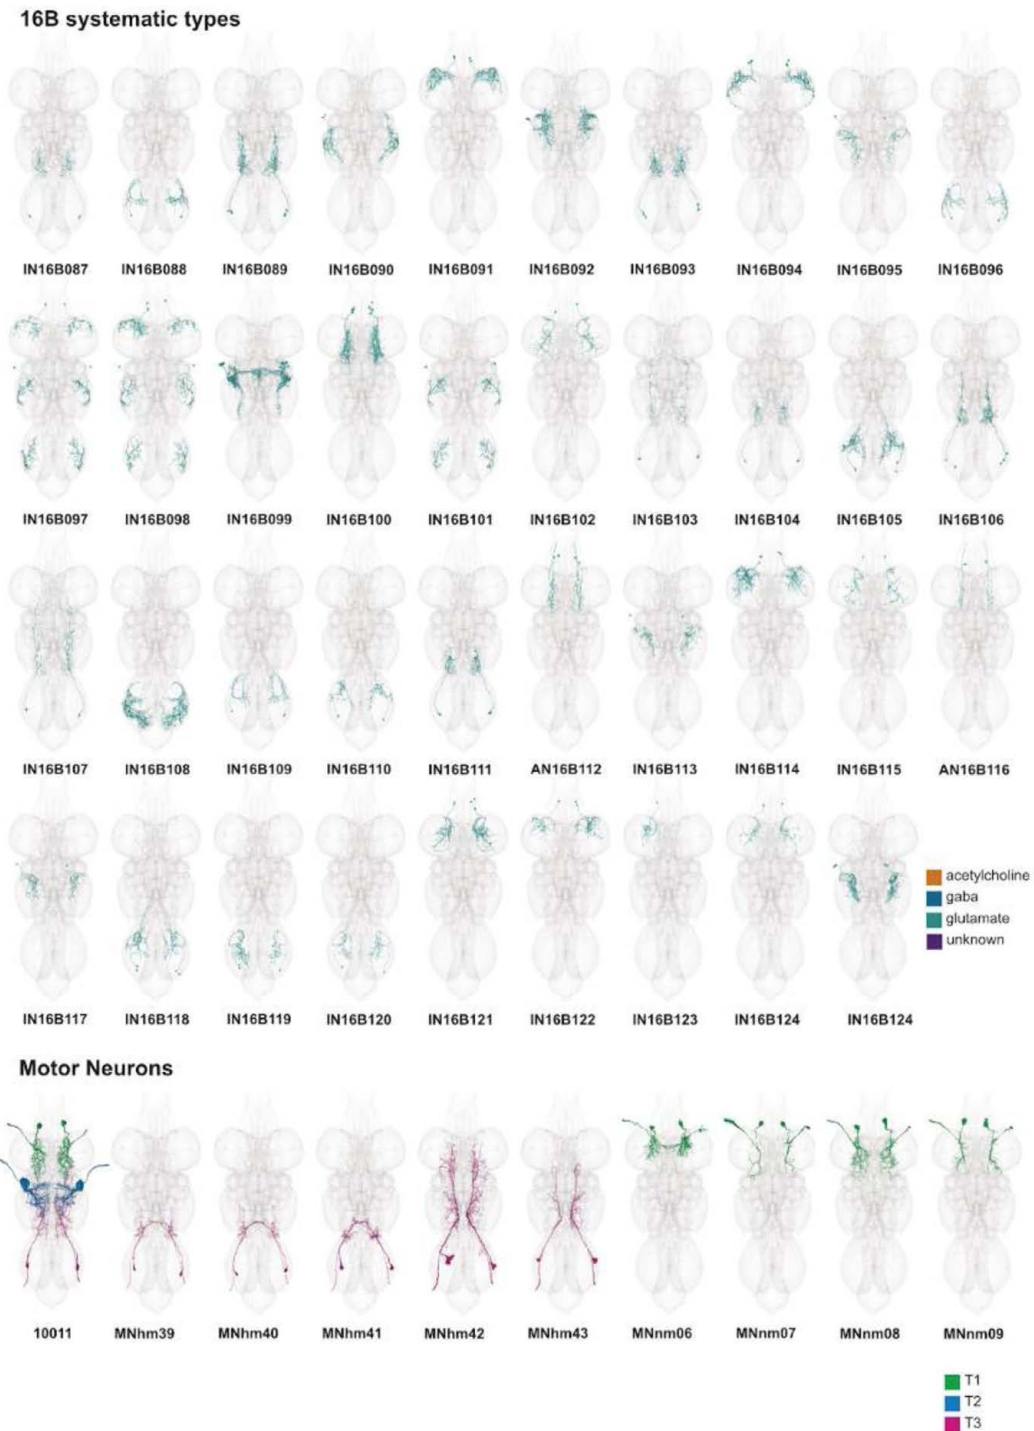 16B systematic types
IN16B087 IN16B088 IN16B089 IN16B090 IN16B091 IN16B092 IN16B093 IN16B094 IN16B095 IN16B096
IN16B097 IN16B098 IN16B099 IN16B100 IN16B101 IN16B102 IN16B103 IN16B104 IN16B105 IN16B106
IN16B107 IN16B108 IN16B109 IN16B110 IN16B111 AN16B112 IN16B113 IN16B114 IN16B115 AN16B116
acetylcholine
gaba
glutamate
unknown
IN16B117 IN16B118 IN16B119 IN16B120 IN16B121 IN16B122 IN16B123 IN16B124 IN16B124
Motor Neurons
10011 MNhm39 MNhm40 MNhm41 MNhm42 MNhm43 MNnm06 MNnm07 MNnm08 MNnm09
T1
T2
T3